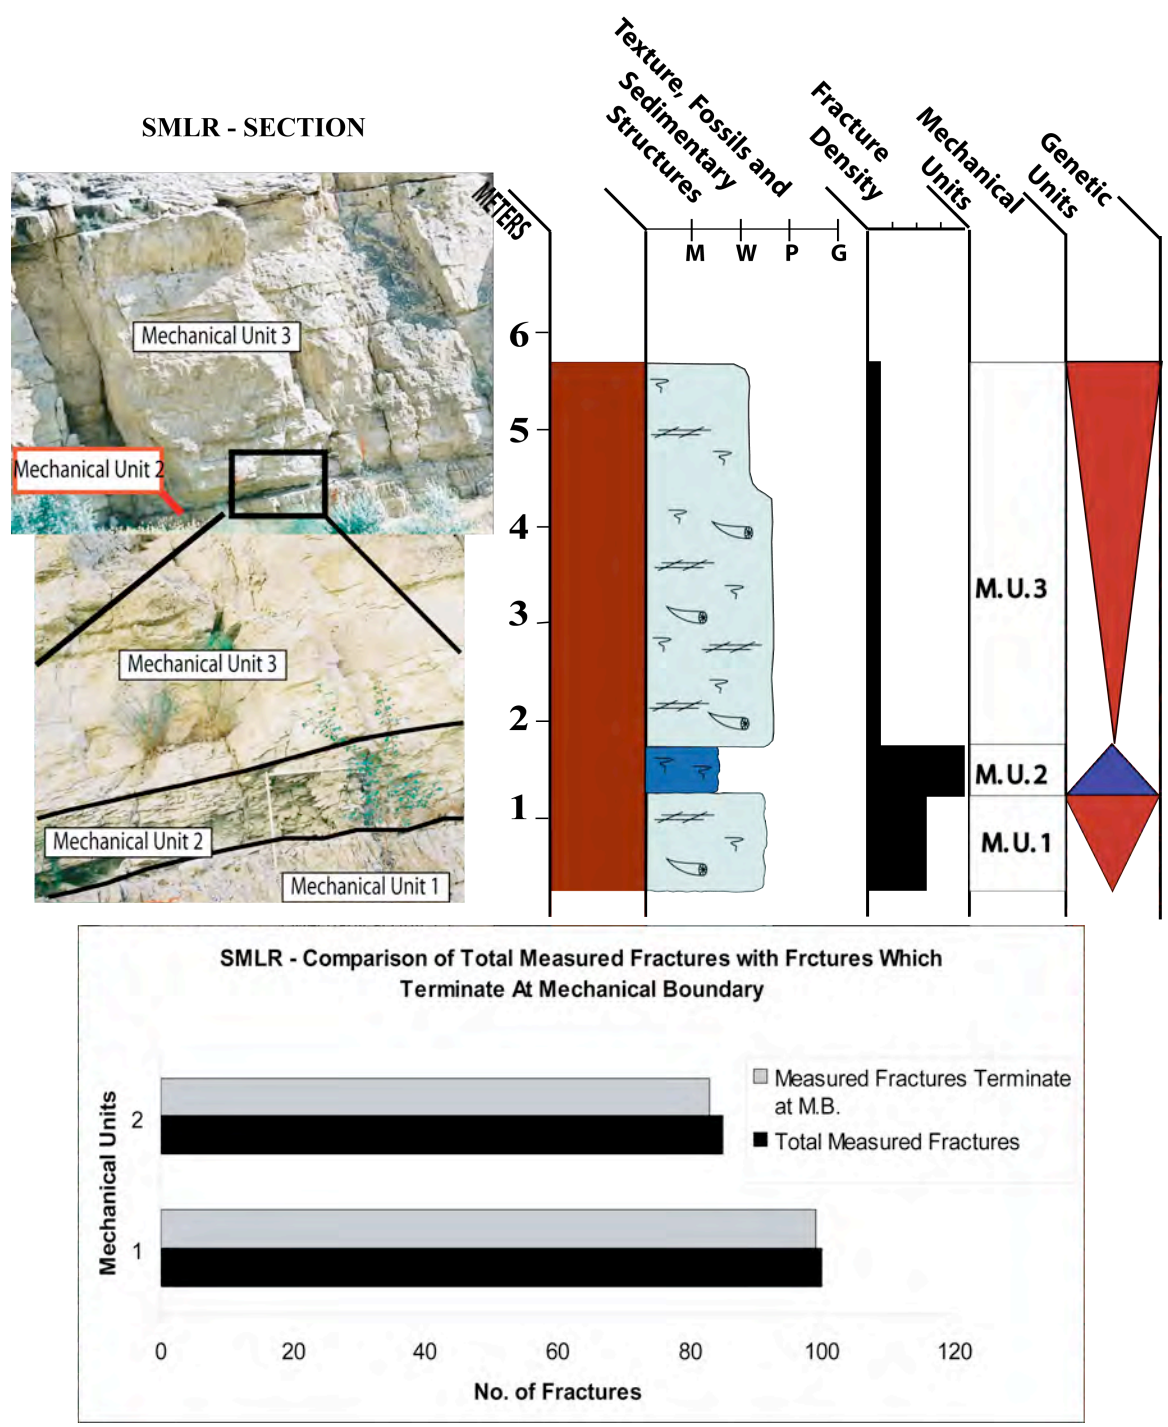 SMLR - SECTION
Mechanical Unit 3
Mechanical Unit 2
Mechanical Unit 3
Mechanical Unit 2
Mechanical Unit 1
METERS
Texture, Fossils and
Sedimentary
Structures
Fracture
Density
Mechanical
Units
Genetic
Units
M W P G
6
5
4
3
2
1
M.U.3
M.U.2
M.U.1
SMLR - Comparison of Total Measured Fractures with Frctures Which
Terminate At Mechanical Boundary
Mechanical Units
2
1
Measured Fractures Terminate
at M.B.
Total Measured Fractures
0 20 40 60 80 100 120
No. of Fractures